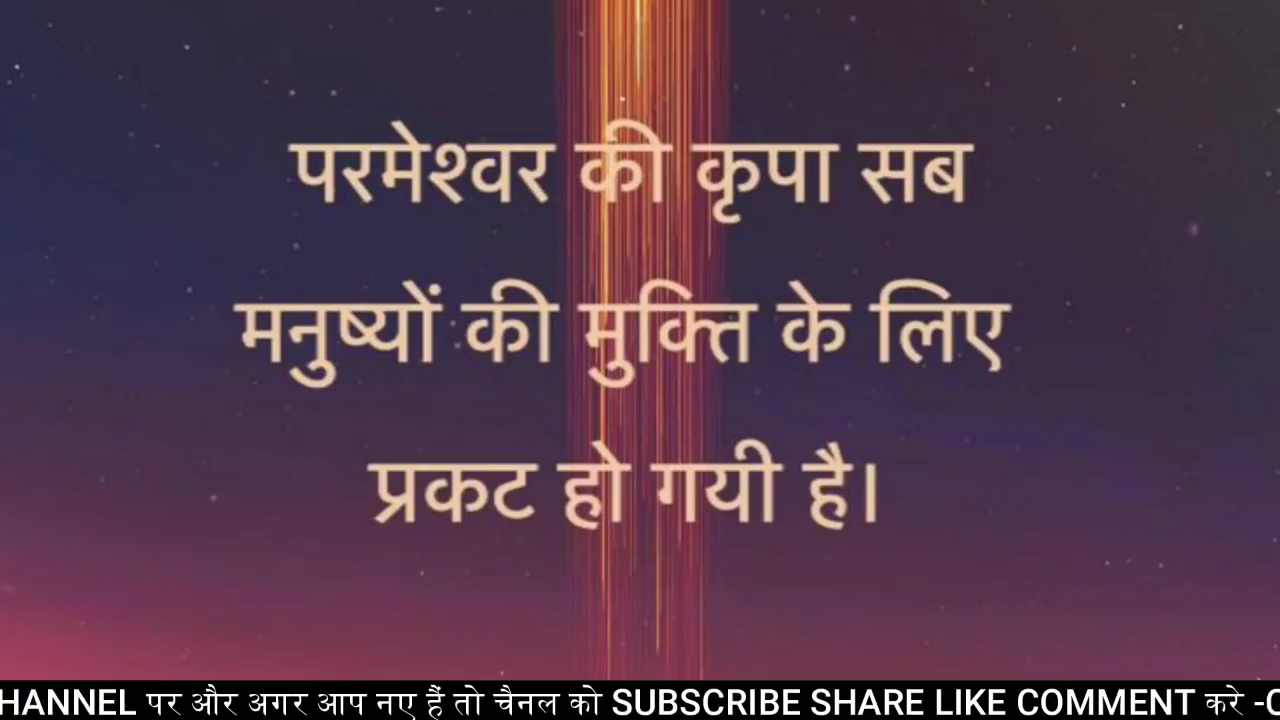 परमेश्वर की कृपा सब
मनुष्यों की मुक्ति के लिए
प्रकट हो गयी है।
HANNEL पर और अगर आप नए हैं तो चैनल को SUBSCRIBE SHARE LIKE COMMENT करे -C